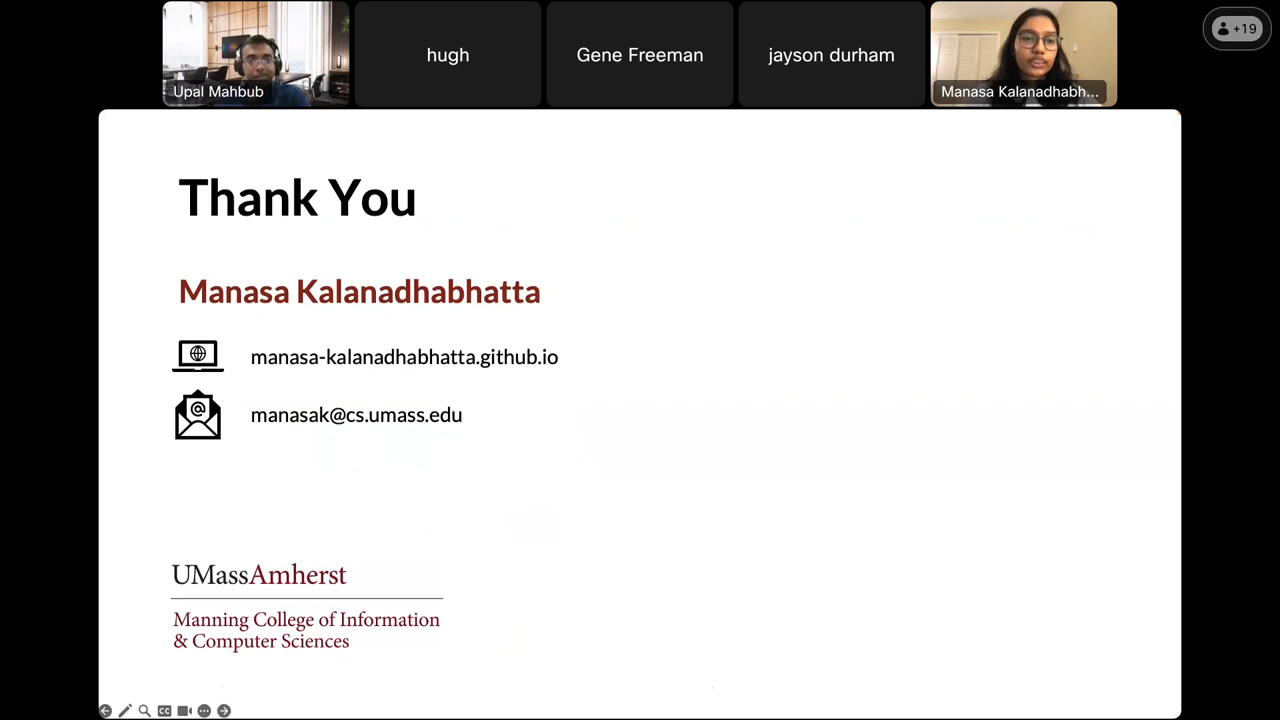 hugh
Gene Freeman
jayson durham
+19
Upal Mahbub
Manasa Kalanadhabh...
Thank You
Manasa Kalanadhabhatta
manasa-kalanadhabhatta.github.io
@
manasak@cs.umass.edu
UMassAmherst
Manning College of Information
& Computer Sciences
CC